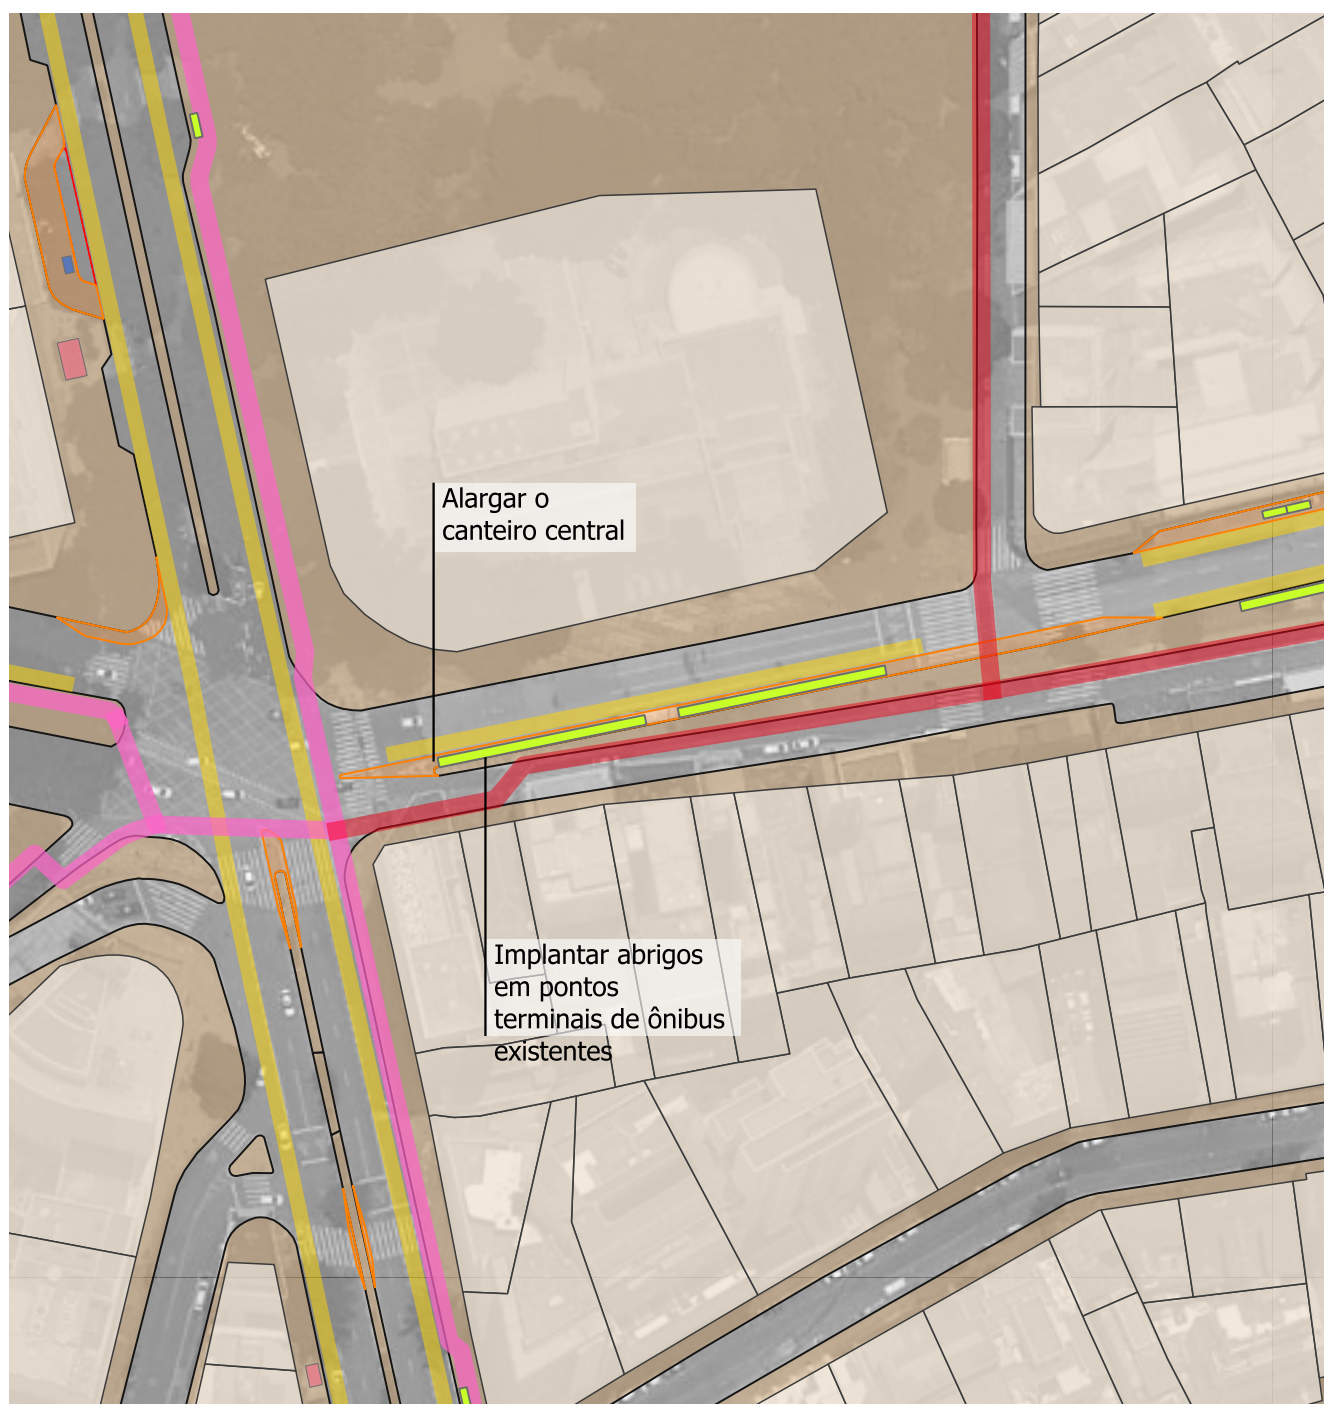 Alargar o
canteiro central
Implantar abrigos
em pontos
terminais de ônibus
existentes